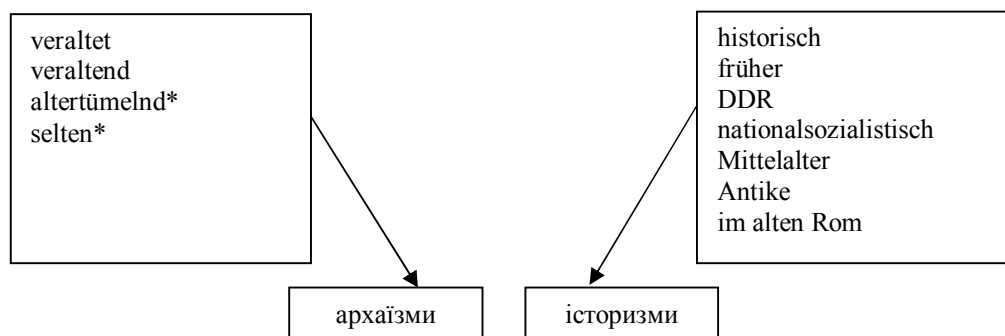 veraltet
veraltend
altertümelnd*
selten*
historisch
früher
DDR
nationalsozialistisch
Mittelalter
Antike
im alten Rom
архаїзми
історизми